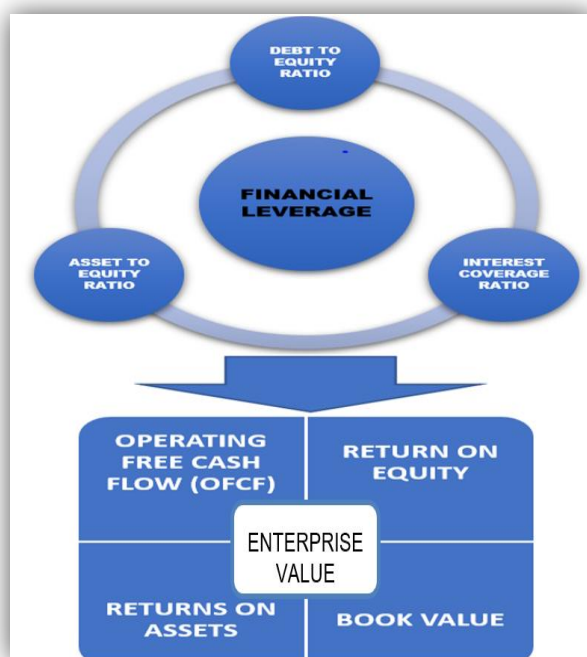 DEBT TO
EQUITY
RATIO
FINANCIAL
LEVERAGE
ASSET TO
EQUITY
RATIO
INTEREST
COVERAGE
RATIO
OPERATING
FREE CASH
FLOW (OFCF)
RETURN ON
EQUITY
ENTERPRISE
VALUE
RETURNS ON
ASSETS
BOOK VALUE